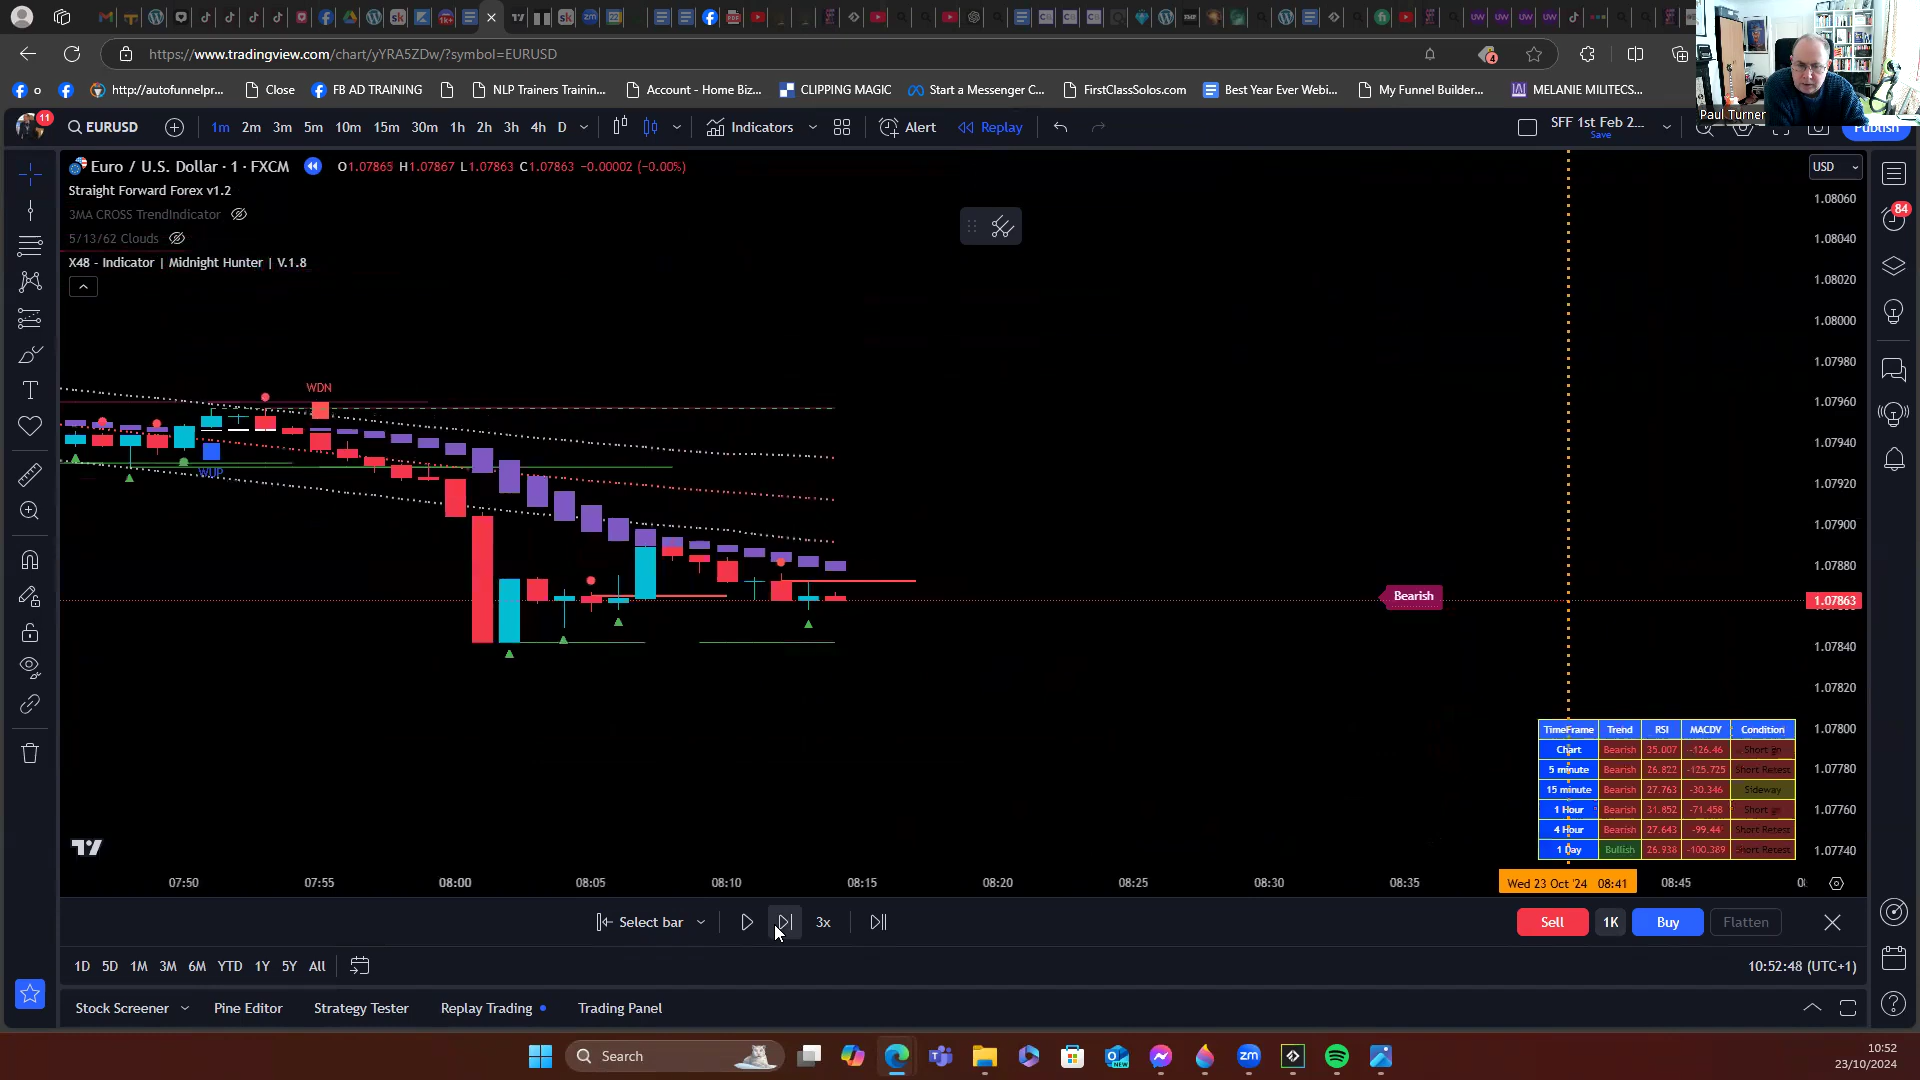 https://www.tradingview.com/chart/yYRA5ZDw/?symbol=EURUSD
4
o
http://autofunnelpr...
Close
FB AD TRAINING
NLP Trainers Trainin...
Account - Home Biz...
CLIPPING MAGIC
Start a Messenger C...
FirstClassSolos.com
Best Year Ever Webi...
My Funnel Builder...
MELANIE MILITECS...
Paul Turner
11
EURUSD
1m 2m 3m 5m 10m 15m 30m 1h 2h 3h 4h D
Indicators
Alert
Replay
SFF 1st Feb 2...
Save
Publish
Euro / U.S. Dollar · 1 · FXCM
O1.07865 H1.07867 L1.07863 C1.07863 −0.00002 (−0.00%)
USD
Straight Forward Forex v1.2
3MA CROSS TrendIndicator
5/13/62 Clouds
X48 - Indicator | Midnight Hunter | V.1.8
84
1.08060
1.08040
1.08020
1.08000
1.07980
1.07960
1.07940
1.07920
1.07900
1.07880
1.07863
1.07840
1.07820
1.07800
1.07780
1.07760
1.07740
WDN
WUP
Bearish
TimeFrame Trend RSI MACDV Condition
Chart Bearish 35.007 -126.46 Short
5 minute Bearish 26.822 -125.725 Short Retest
15 minute Bearish 27.763 -30.346 Sideway
1 Hour Bearish 31.852 -71.458 Short
4 Hour Bearish 27.643 -99.44 Short Retest
1 Day Bullish 26.938 -100.389 Short Retest
07:50 07:55 08:00 08:05 08:10 08:15 08:20 08:25 08:30 08:35 Wed 23 Oct '24 08:41 08:45
Select bar
3x
Sell
1K
Buy
Flatten
1D 5D 1M 3M 6M YTD 1Y 5Y All
10:52:48 (UTC+1)
Stock Screener
Pine Editor
Strategy Tester
Replay Trading
Trading Panel
Search
10:52
23/10/2024